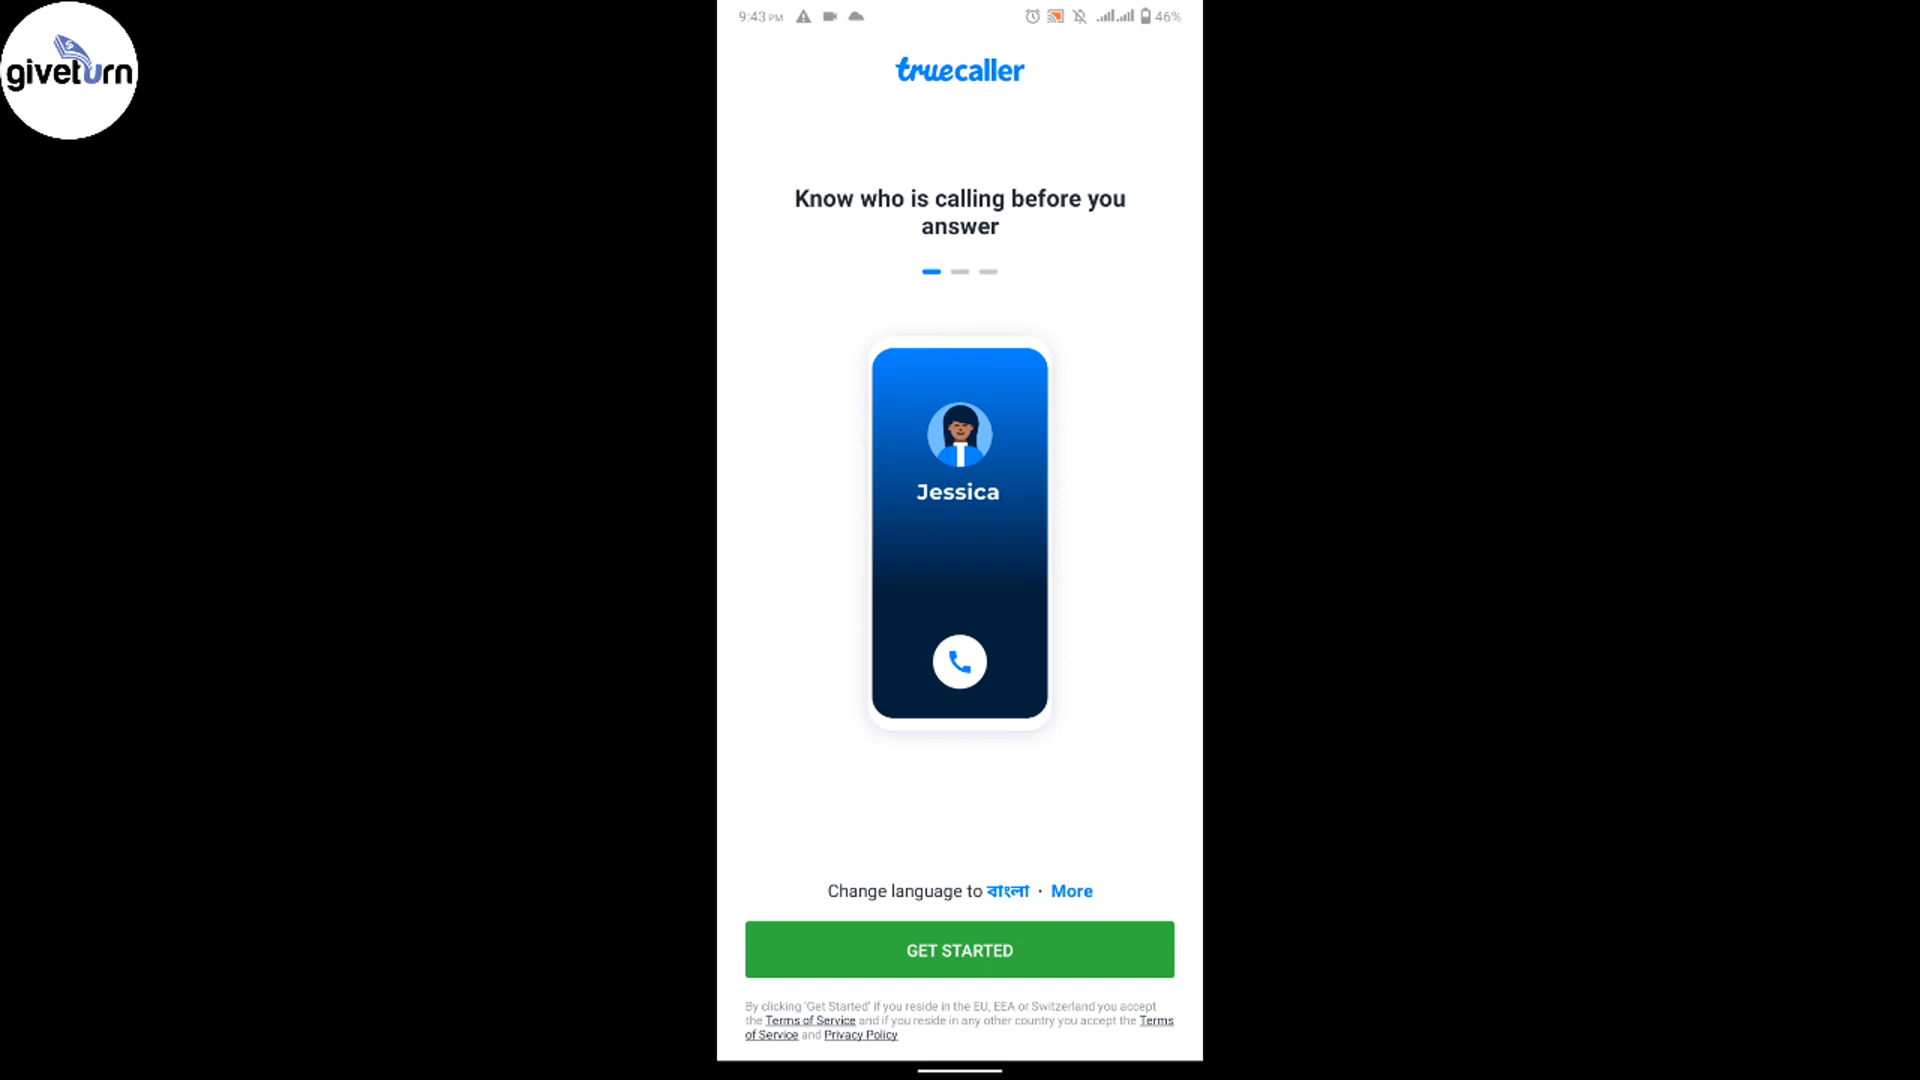 giveturn
9:43 PM
46%
truecaller
Know who is calling before you
answer
Jessica
Change language to বাংলা · More
GET STARTED
By clicking 'Get Started' if you reside in the EU, EEA or Switzerland you accept
the Terms of Service and if you reside in any other country you accept the Terms
of Service and Privacy Policy